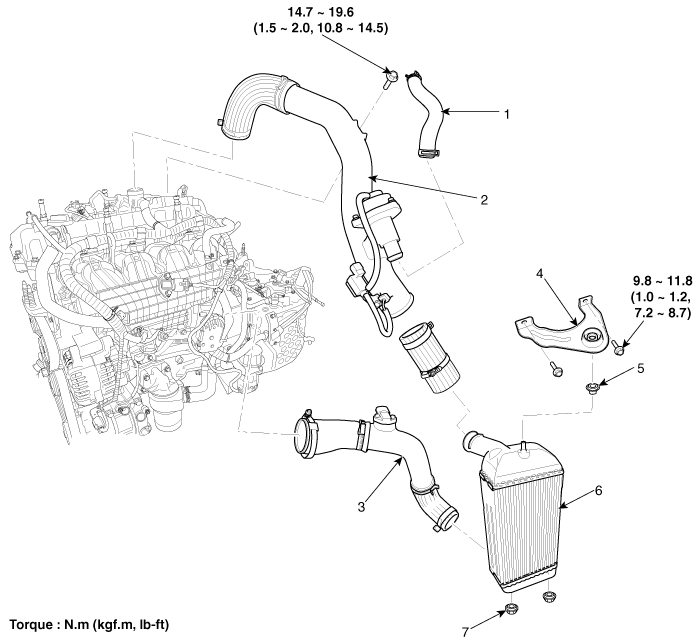 14.7 ~ 19.6
(1.5 ~ 2.0, 10.8 ~ 14.5)
1
2
4
9.8 ~ 11.8
(1.0 ~ 1.2,
7.2 ~ 8.7)
5
3
6
7
Torque : N.m (kgf.m, lb-ft)